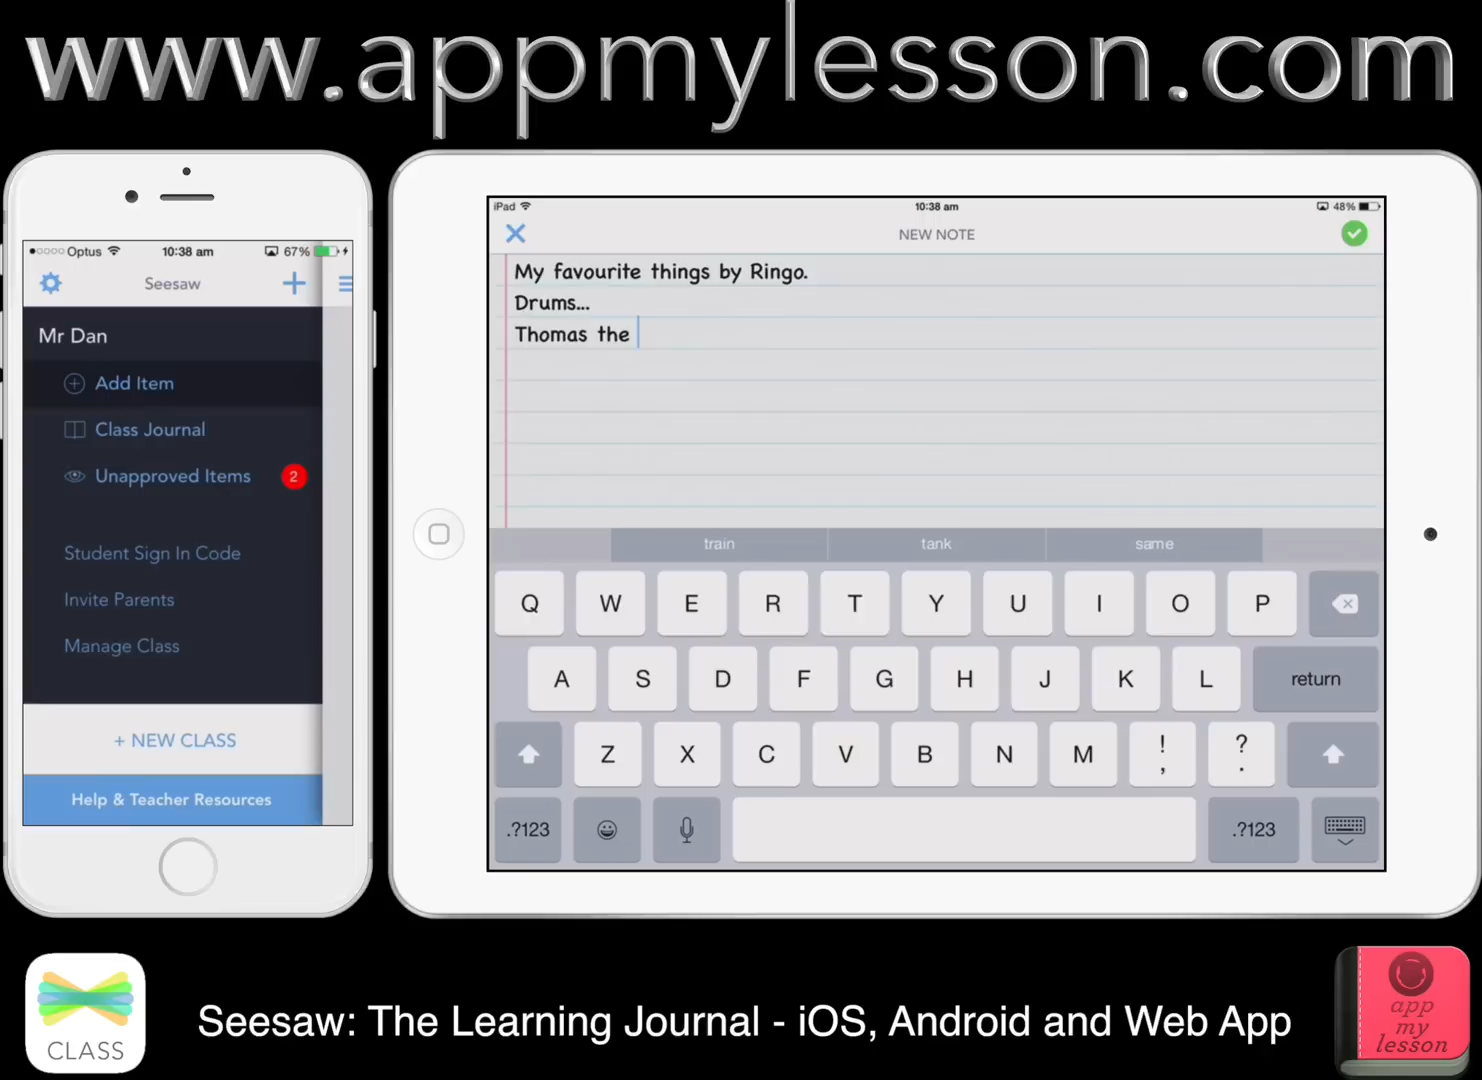 www.appmylesson.com
Optus 10:38 am 67%
Seesaw
Mr Dan
Add Item
Class Journal
Unapproved Items 2
Student Sign In Code
Invite Parents
Manage Class
+ NEW CLASS
Help & Teacher Resources
iPad 10:38 am 48%
NEW NOTE
My favourite things by Ringo.
Drums...
Thomas the
train tank same
Q W E R T Y U I O P
A S D F G H J K L return
Z X C V B N M ! , ? .
.?123 .?123
CLASS
Seesaw: The Learning Journal - iOS, Android and Web App
app
my
lesson